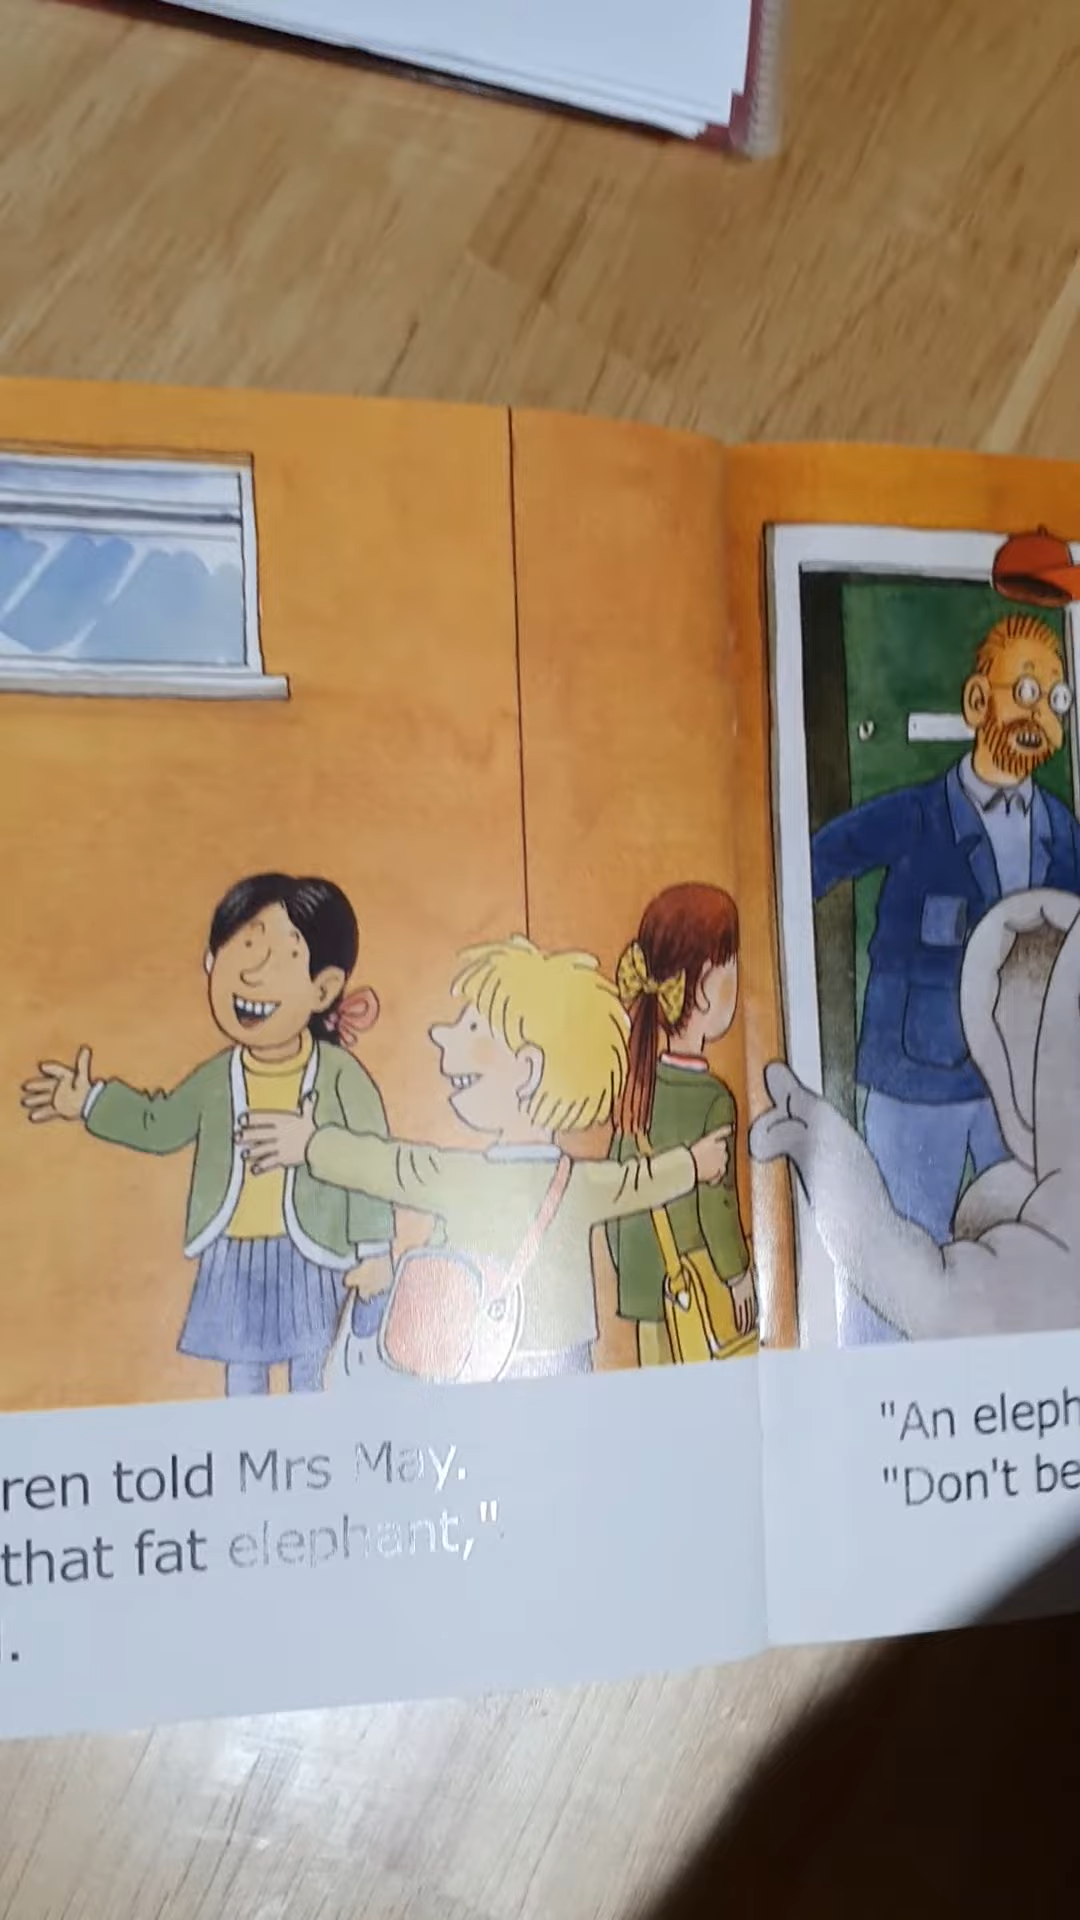 ren told Mrs May.
that fat elephant,"
.
"An eleph
"Don't be